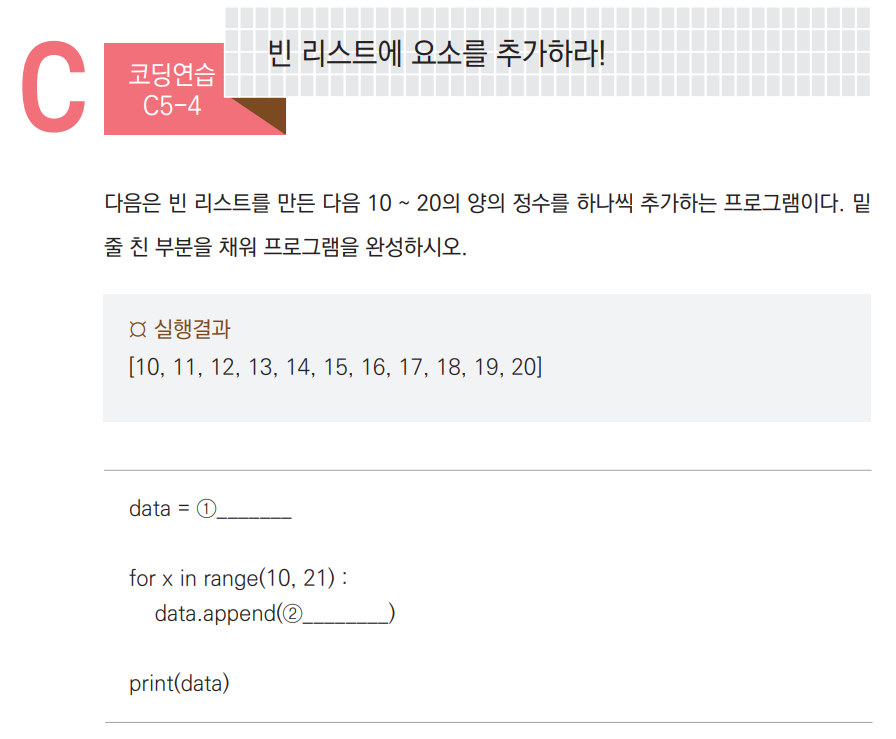 C
코딩연습
C5-4
빈 리스트에 요소를 추가하라!
다음은 빈 리스트를 만든 다음 10 ~ 20의 양의 정수를 하나씩 추가하는 프로그램이다. 밑
줄 친 부분을 채워 프로그램을 완성하시오.
¤ 실행결과
[10, 11, 12, 13, 14, 15, 16, 17, 18, 19, 20]
data = ①_______
for x in range(10, 21) :
data.append(②________)
print(data)